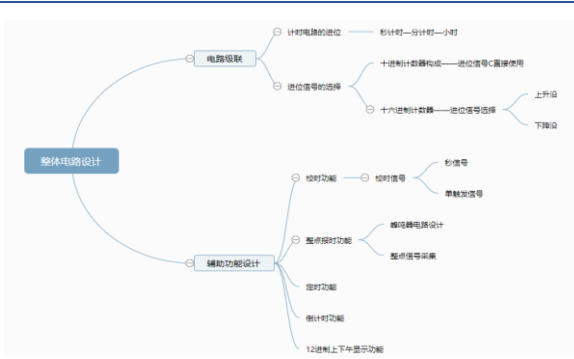 整体电路设计
电路级联
计时电路的进位
秒计时—分计时—小时
进位信号的选择
十进制计数器构成——进位信号C直接使用
十六进制计数器——进位信号选择
上升沿
下降沿
辅助功能设计
校时功能
校时信号
秒信号
单触发信号
整点报时功能
蜂鸣器电路设计
整点信号采集
定时功能
倒计时功能
12进制上下午显示功能